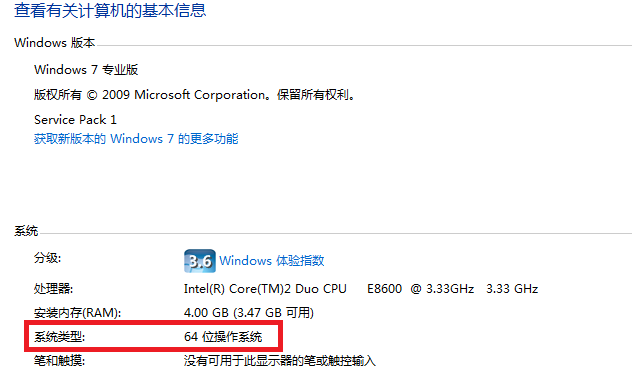 查看有关计算机的基本信息
Windows 版本
Windows 7 专业版
版权所有 © 2009 Microsoft Corporation。保留所有权利。
Service Pack 1
获取新版本的 Windows 7 的更多功能
系统
分级: 3.6 Windows 体验指数
处理器: Intel(R) Core(TM)2 Duo CPU E8600 @ 3.33GHz 3.33 GHz
安装内存(RAM): 4.00 GB (3.47 GB 可用)
系统类型: 64 位操作系统
笔和触摸: 没有可用于此显示器的笔或触控输入